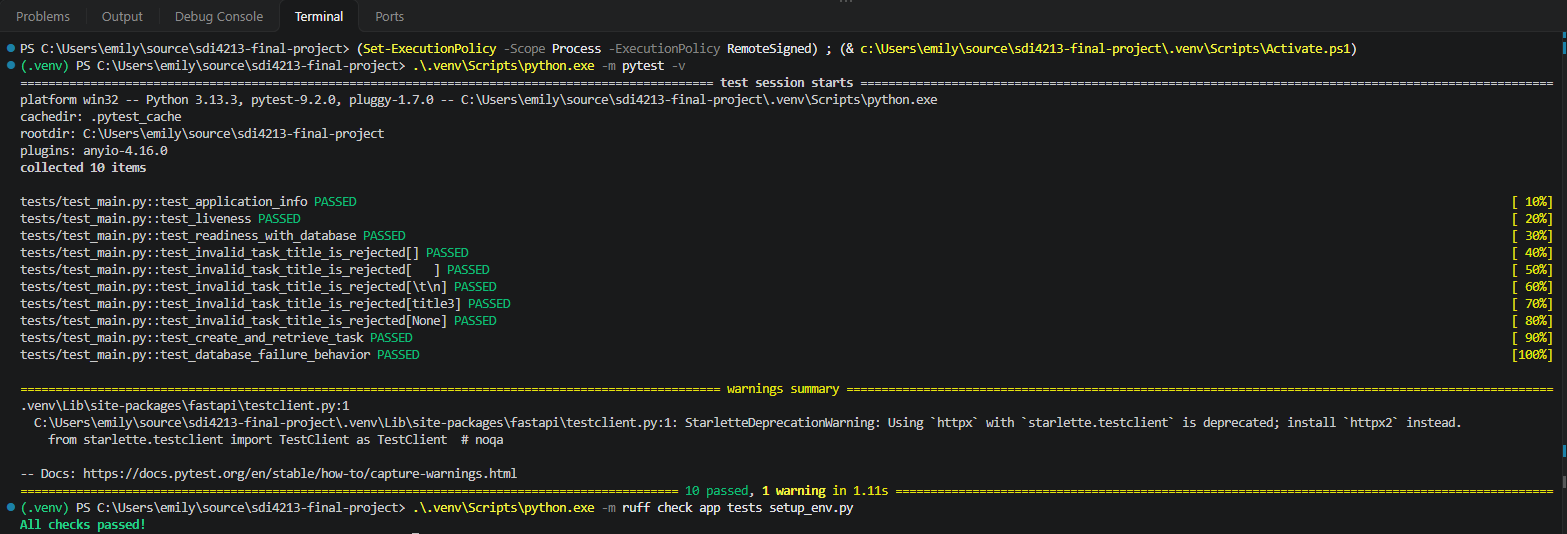 Problems Output Debug Console Terminal Ports
PS C:\Users\emily\source\sdi4213-final-project> (Set-ExecutionPolicy -Scope Process -ExecutionPolicy RemoteSigned) ; (& c:\Users\emily\source\sdi4213-final-project\.venv\Scripts\Activate.ps1)
(.venv) PS C:\Users\emily\source\sdi4213-final-project> .\.venv\Scripts\python.exe -m pytest -v
=================================================================================================== test session starts ===================================================================================================
platform win32 -- Python 3.13.3, pytest-9.2.0, pluggy-1.7.0 -- C:\Users\emily\source\sdi4213-final-project\.venv\Scripts\python.exe
cachedir: .pytest_cache
rootdir: C:\Users\emily\source\sdi4213-final-project
plugins: anyio-4.16.0
collected 10 items
tests/test_main.py::test_application_info PASSED [ 10%]
tests/test_main.py::test_liveness PASSED [ 20%]
tests/test_main.py::test_readiness_with_database PASSED [ 30%]
tests/test_main.py::test_invalid_task_title_is_rejected[] PASSED [ 40%]
tests/test_main.py::test_invalid_task_title_is_rejected[   ] PASSED [ 50%]
tests/test_main.py::test_invalid_task_title_is_rejected[\t\n] PASSED [ 60%]
tests/test_main.py::test_invalid_task_title_is_rejected[title3] PASSED [ 70%]
tests/test_main.py::test_invalid_task_title_is_rejected[None] PASSED [ 80%]
tests/test_main.py::test_create_and_retrieve_task PASSED [ 90%]
tests/test_main.py::test_database_failure_behavior PASSED [100%]
==================================================================================================== warnings summary =====================================================================================================
.venv\Lib\site-packages\fastapi\testclient.py:1
  C:\Users\emily\source\sdi4213-final-project\.venv\Lib\site-packages\fastapi\testclient.py:1: StarletteDeprecationWarning: Using `httpx` with `starlette.testclient` is deprecated; install `httpx2` instead.
    from starlette.testclient import TestClient as TestClient  # noqa
-- Docs: https://docs.pytest.org/en/stable/how-to/capture-warnings.html
============================================================================================== 10 passed, 1 warning in 1.11s ==============================================================================================
(.venv) PS C:\Users\emily\source\sdi4213-final-project> .\.venv\Scripts\python.exe -m ruff check app tests setup_env.py
All checks passed!